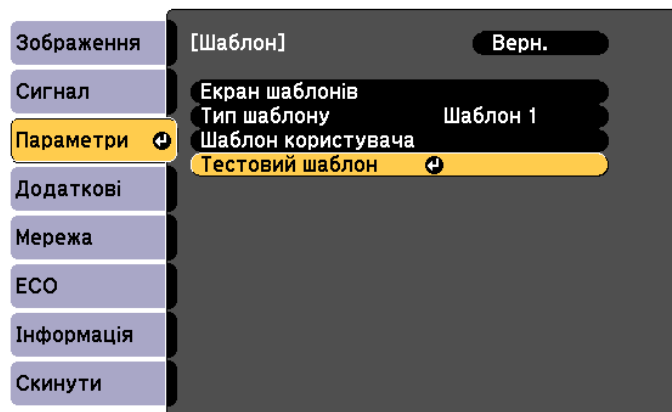 Зображення
Сигнал
Параметри
Додаткові
Мережа
ECO
Інформація
Скинути
[Шаблон] Верн.
Екран шаблонів
Тип шаблону Шаблон 1
Шаблон користувача
Тестовий шаблон